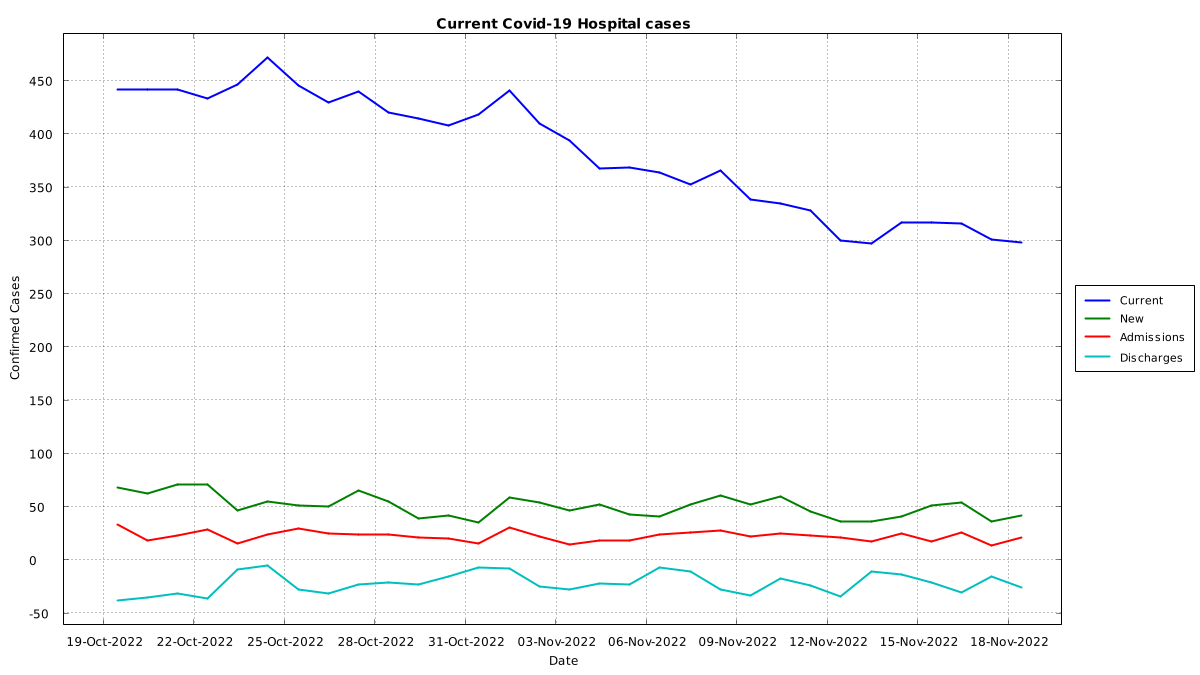 Current Covid-19 Hospital cases
450
400
350
300
250
200
150
100
50
0
-50
Confirmed Cases
19-Oct-2022 22-Oct-2022 25-Oct-2022 28-Oct-2022 31-Oct-2022 03-Nov-2022 06-Nov-2022 09-Nov-2022 12-Nov-2022 15-Nov-2022 18-Nov-2022
Date
Current
New
Admissions
Discharges